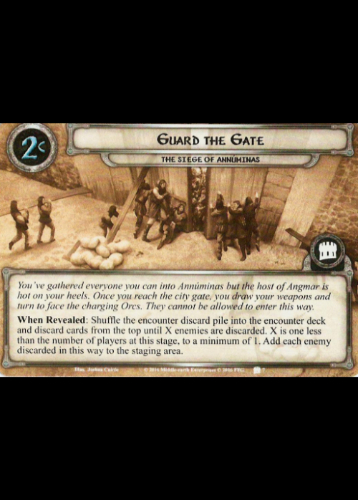 2C
GUARD THE GATE
THE SIEGE OF ANNÚMINAS
You've gathered everyone you can into Annúminas but the host of Angmar is
hot on your heels. Once you reach the city gate, you draw your weapons and
turn to face the charging Orcs. They cannot be allowed to enter this way.
When Revealed: Shuffle the encounter discard pile into the encounter deck
and discard cards from the top until X enemies are discarded. X is one less
than the number of players at this stage, to a minimum of 1. Add each enemy
discarded in this way to the staging area.